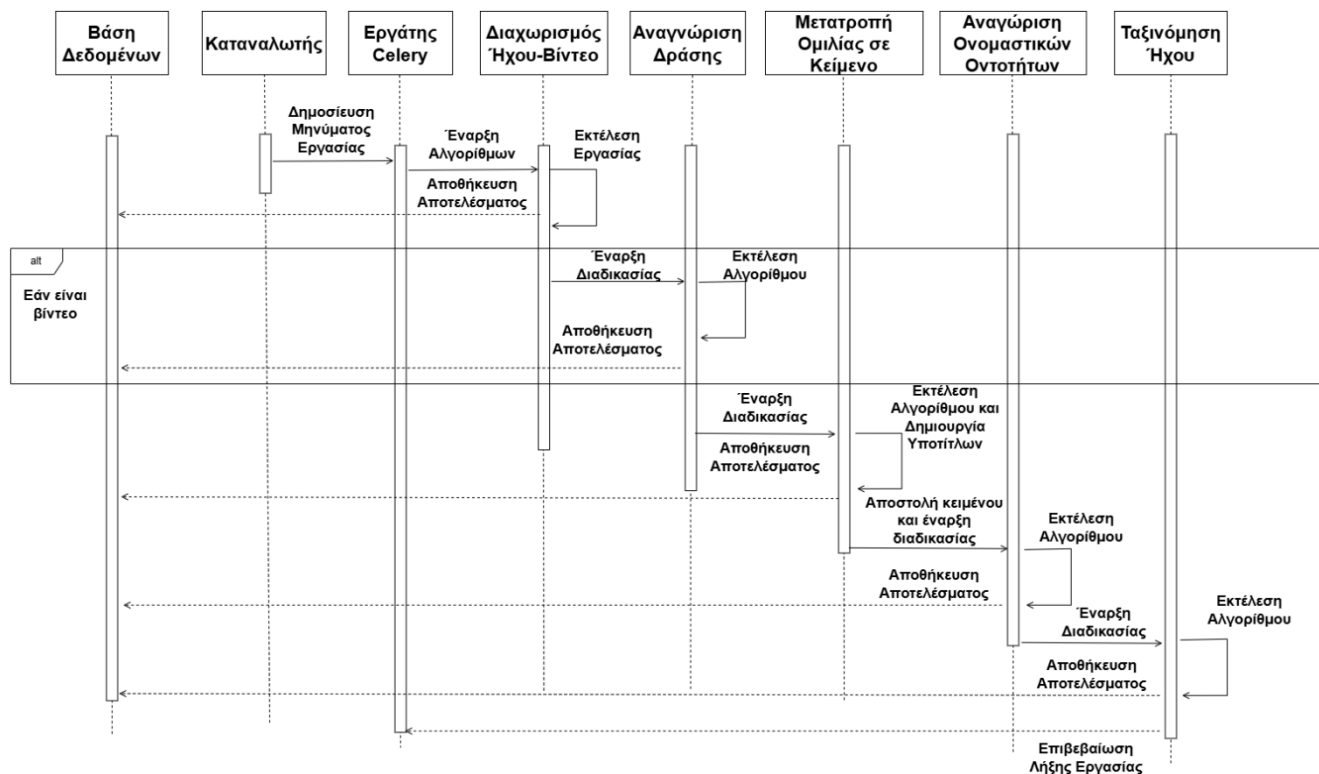 Βάση
Δεδομένων
Καταναλωτής
Εργάτης
Celery
Διαχωρισμός
Ήχου-Βίντεο
Αναγνώριση
Δράσης
Μετατροπή
Ομιλίας σε
Κείμενο
Αναγώριση
Ονομαστικών
Οντοτήτων
Ταξινόμηση
Ήχου
Δημοσίευση
Μηνύματος
Εργασίας
Έναρξη
Αλγορίθμων
Εκτέλεση
Εργασίας
Αποθήκευση
Αποτελέσματος
alt
Εάν είναι
βίντεο
Έναρξη
Διαδικασίας
Εκτέλεση
Αλγορίθμου
Αποθήκευση
Αποτελέσματος
Έναρξη
Διαδικασίας
Εκτέλεση
Αλγορίθμου και
Δημιουργία
Υποτίτλων
Αποθήκευση
Αποτελέσματος
Αποστολή κειμένου
και έναρξη
διαδικασίας
Εκτέλεση
Αλγορίθμου
Αποθήκευση
Αποτελέσματος
Έναρξη
Διαδικασίας
Εκτέλεση
Αλγορίθμου
Αποθήκευση
Αποτελέσματος
Επιβεβαίωση
Λήξης Εργασίας